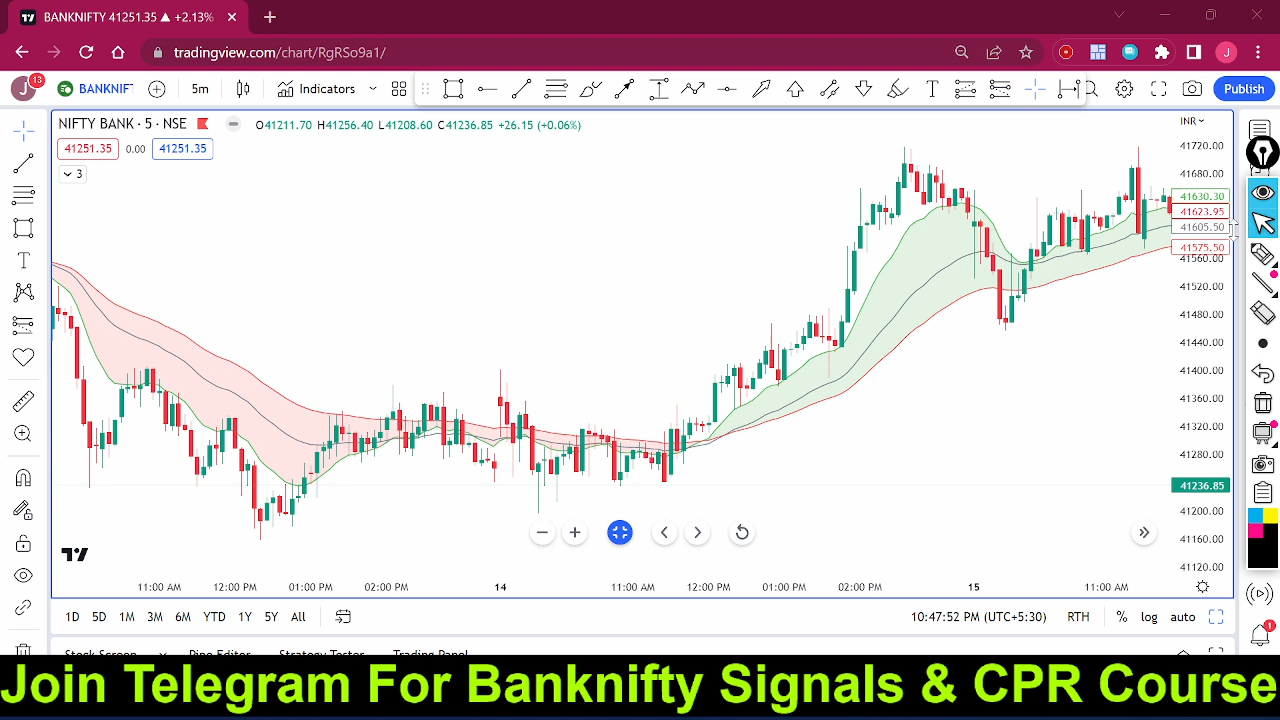 BANKNIFTY 41251.35 ▲ +2.13%
tradingview.com/chart/RgRSo9a1/
J
J
13
BANKNIF
5m
Indicators
T
Publish
NIFTY BANK · 5 · NSE
O41211.70 H41256.40 L41208.60 C41236.85 +26.15 (+0.06%)
INR
41251.35
0.00
41251.35
3
41720.00
41680.00
41630.30
41623.95
41605.50
41575.50
41560.00
41520.00
41480.00
41440.00
41400.00
41360.00
41320.00
41280.00
41236.85
41200.00
41160.00
41120.00
11:00 AM
12:00 PM
01:00 PM
02:00 PM
14
11:00 AM
12:00 PM
01:00 PM
02:00 PM
15
11:00 AM
1D
5D
1M
3M
6M
YTD
1Y
5Y
All
10:47:52 PM (UTC+5:30)
RTH
%
log
auto
1
Stock Screen
Pine Editor
Strategy Tester
Trading Panel
Join Telegram For Banknifty Signals & CPR Course